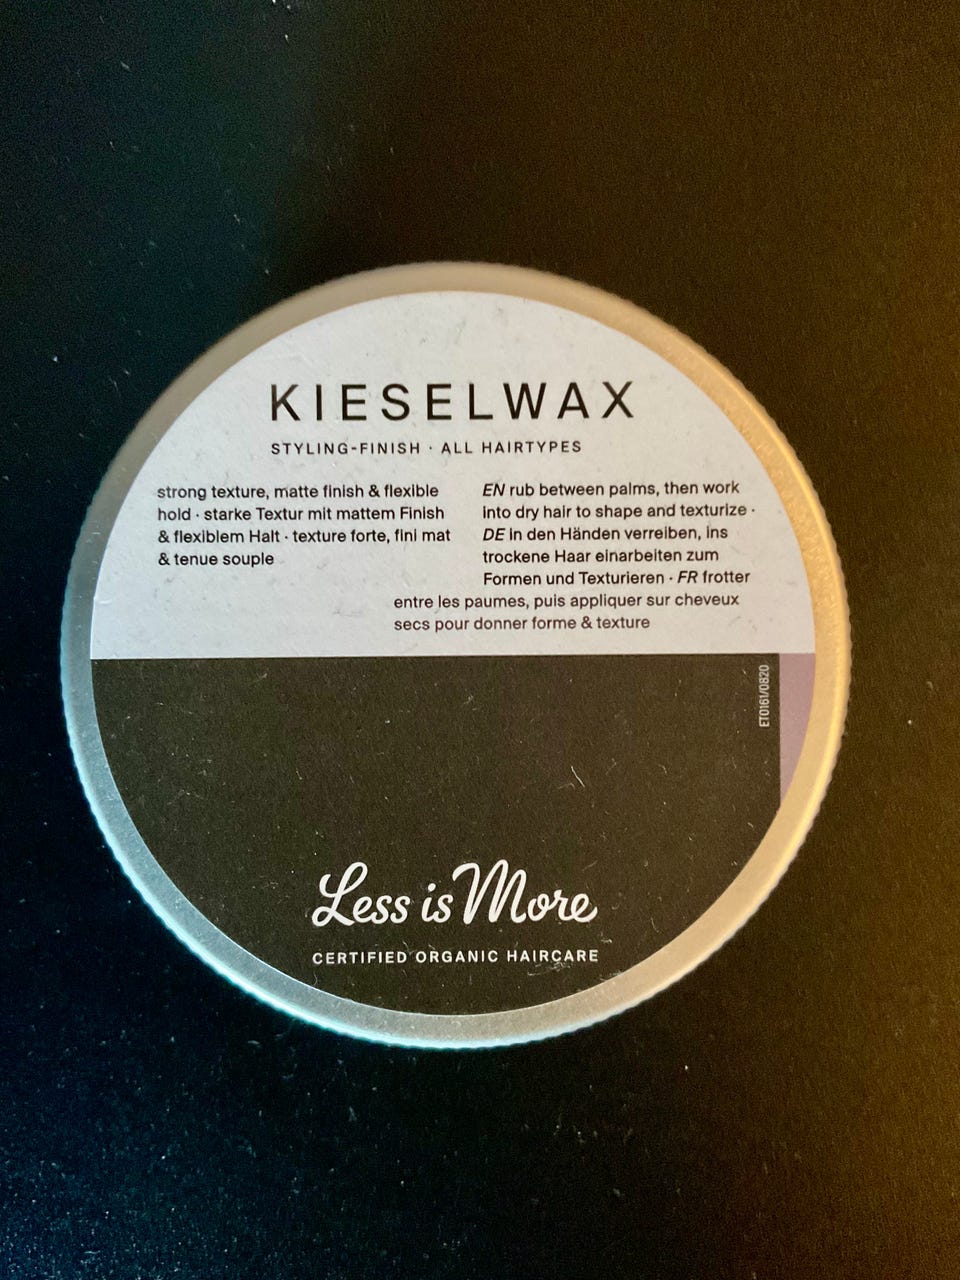 KIESELWAX
STYLING-FINISH · ALL HAIRTYPES
strong texture, matte finish & flexible
hold · starke Textur mit mattem Finish
& flexiblem Halt · texture forte, fini mat
& tenue souple
EN rub between palms, then work
into dry hair to shape and texturize ·
DE in den Händen verreiben, ins
trockene Haar einarbeiten zum
Formen und Texturieren · FR frotter
entre les paumes, puis appliquer sur cheveux
secs pour donner forme & texture
ET0161/0820
Less is More
CERTIFIED ORGANIC HAIRCARE